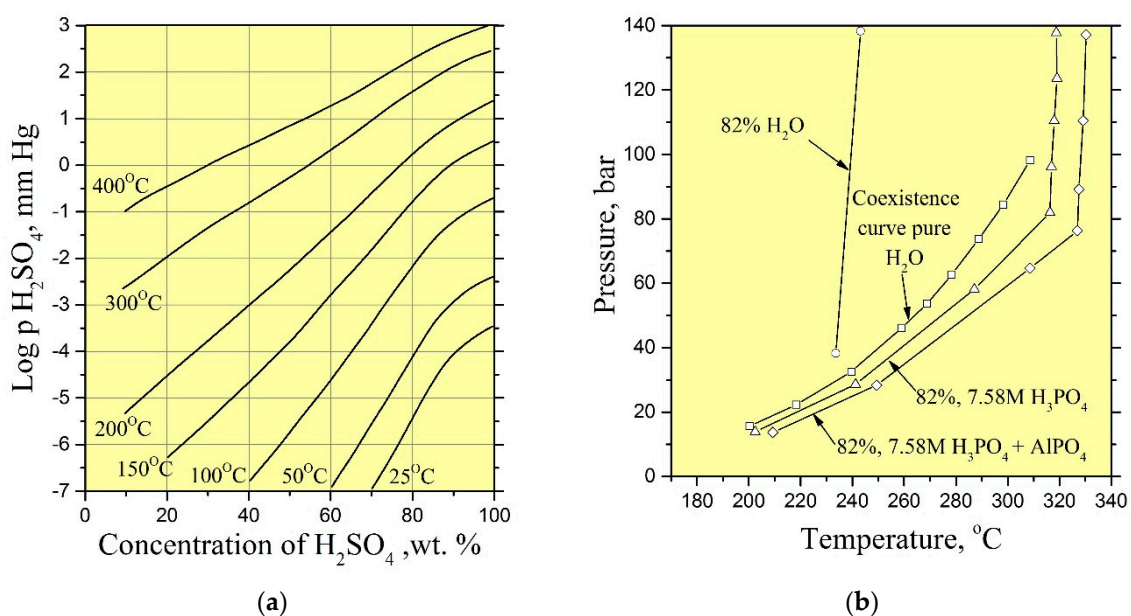 3
2
1
0
-1
-2
-3
-4
-5
-6
-7
Log p H₂SO₄, mm Hg
400°C
300°C
200°C
150°C
100°C
50°C
25°C
0 20 40 60 80 100
Concentration of H₂SO₄ ,wt. %
(a)
140
120
100
80
60
40
20
0
Pressure, bar
82% H₂O
Coexistence
curve pure
H₂O
82%, 7.58M H₃PO₄
82%, 7.58M H₃PO₄ + AlPO₄
180 200 220 240 260 280 300 320 340
Temperature, °C
(b)